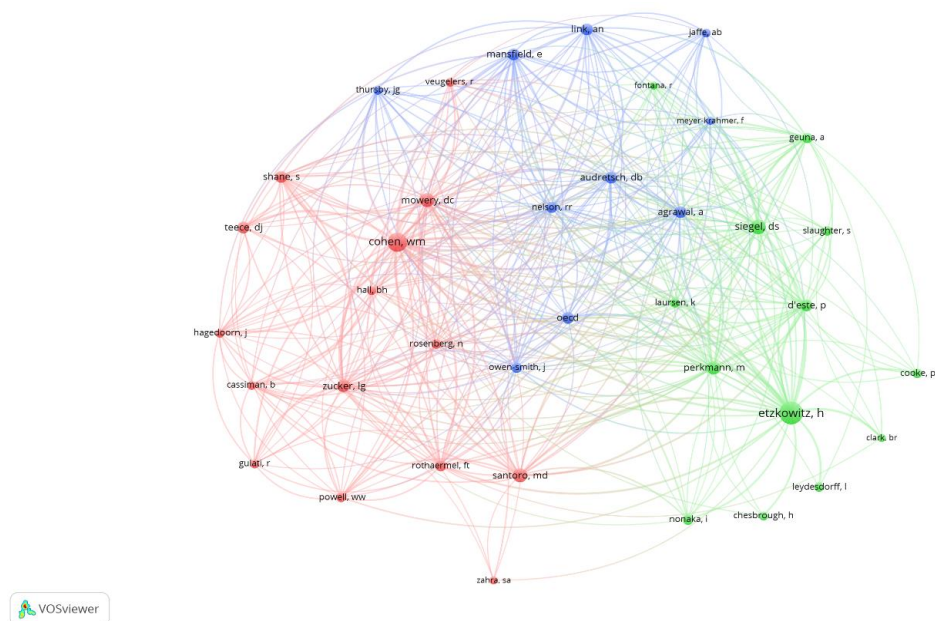 link, an
jaffe, ab
mansfield, e
veugelers, r
fontana, r
thursby, jg
meyer-krahmer, f
geuna, a
shane, s
audretsch, db
mowery, dc
nelson, rr
agrawal, a
teece, dj
siegel, ds
slaughter, s
cohen, wm
hall, bh
laursen, k
d'este, p
oecd
hagedoorn, j
rosenberg, n
owen-smith, j
perkmann, m
cooke, p
cassiman, b
zucker, lg
etzkowitz, h
clark, br
gulati, r
rothaermel, ft
santoro, md
leydesdorff, l
powell, ww
nonaka, i
chesbrough, h
zahra, sa
VOSviewer